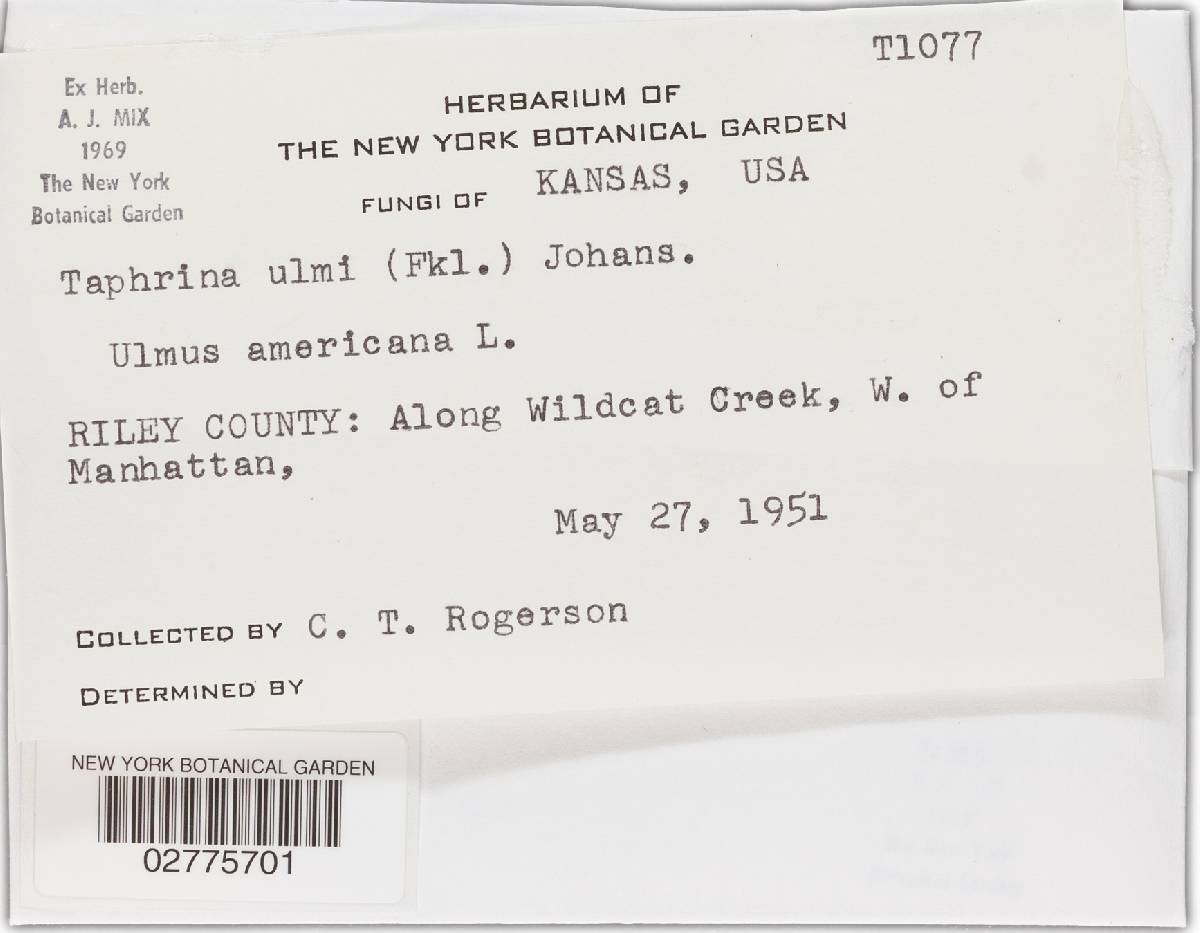 T1077
Ex Herb.
A. J. MIX
1969
The New York
Botanical Garden
HERBARIUM OF
THE NEW YORK BOTANICAL GARDEN
FUNGI OF KANSAS, USA
Taphrina ulmi (Fkl.) Johans.
Ulmus americana L.
RILEY COUNTY: Along Wildcat Creek, W. of
Manhattan,
May 27, 1951
COLLECTED BY C. T. Rogerson
DETERMINED BY
NEW YORK BOTANICAL GARDEN
02775701